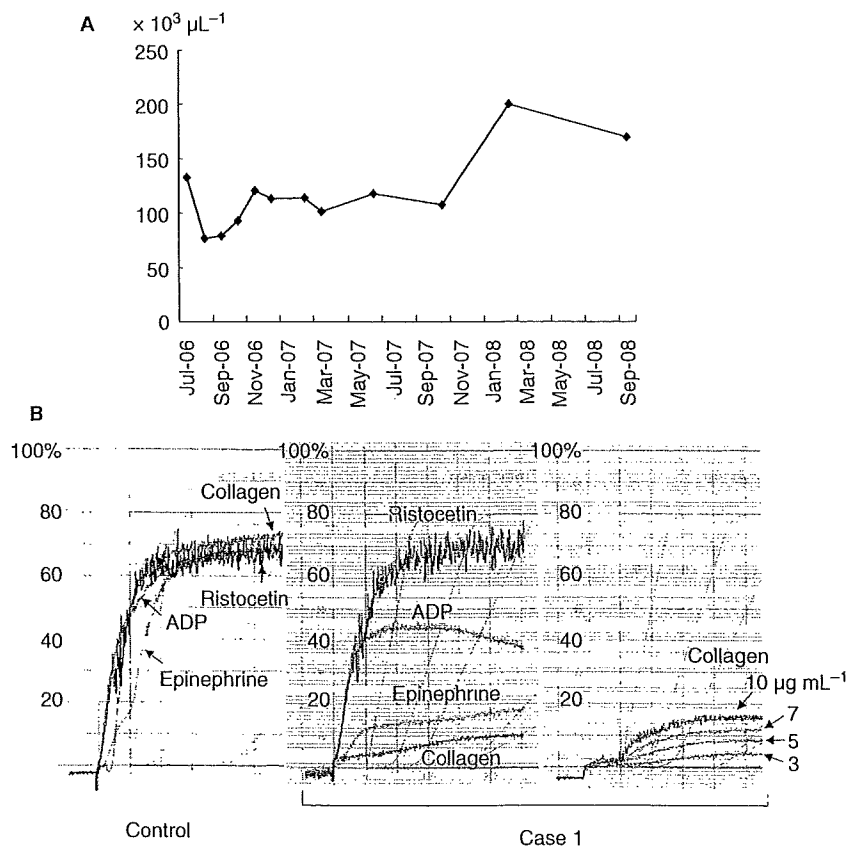 A × 10³ µL⁻¹
250
200
150
100
50
0
Jul-06
Sep-06
Nov-06
Jan-07
Mar-07
May-07
Jul-07
Sep-07
Nov-07
Jan-08
Mar-08
May-08
Jul-08
Sep-08
B
100%
80
60
40
20
Collagen
Ristocetin
ADP
Epinephrine
Control
100%
80
60
40
20
Ristocetin
ADP
Epinephrine
Collagen
100%
80
60
40
20
Collagen
10 µg mL⁻¹
7
5
3
Case 1